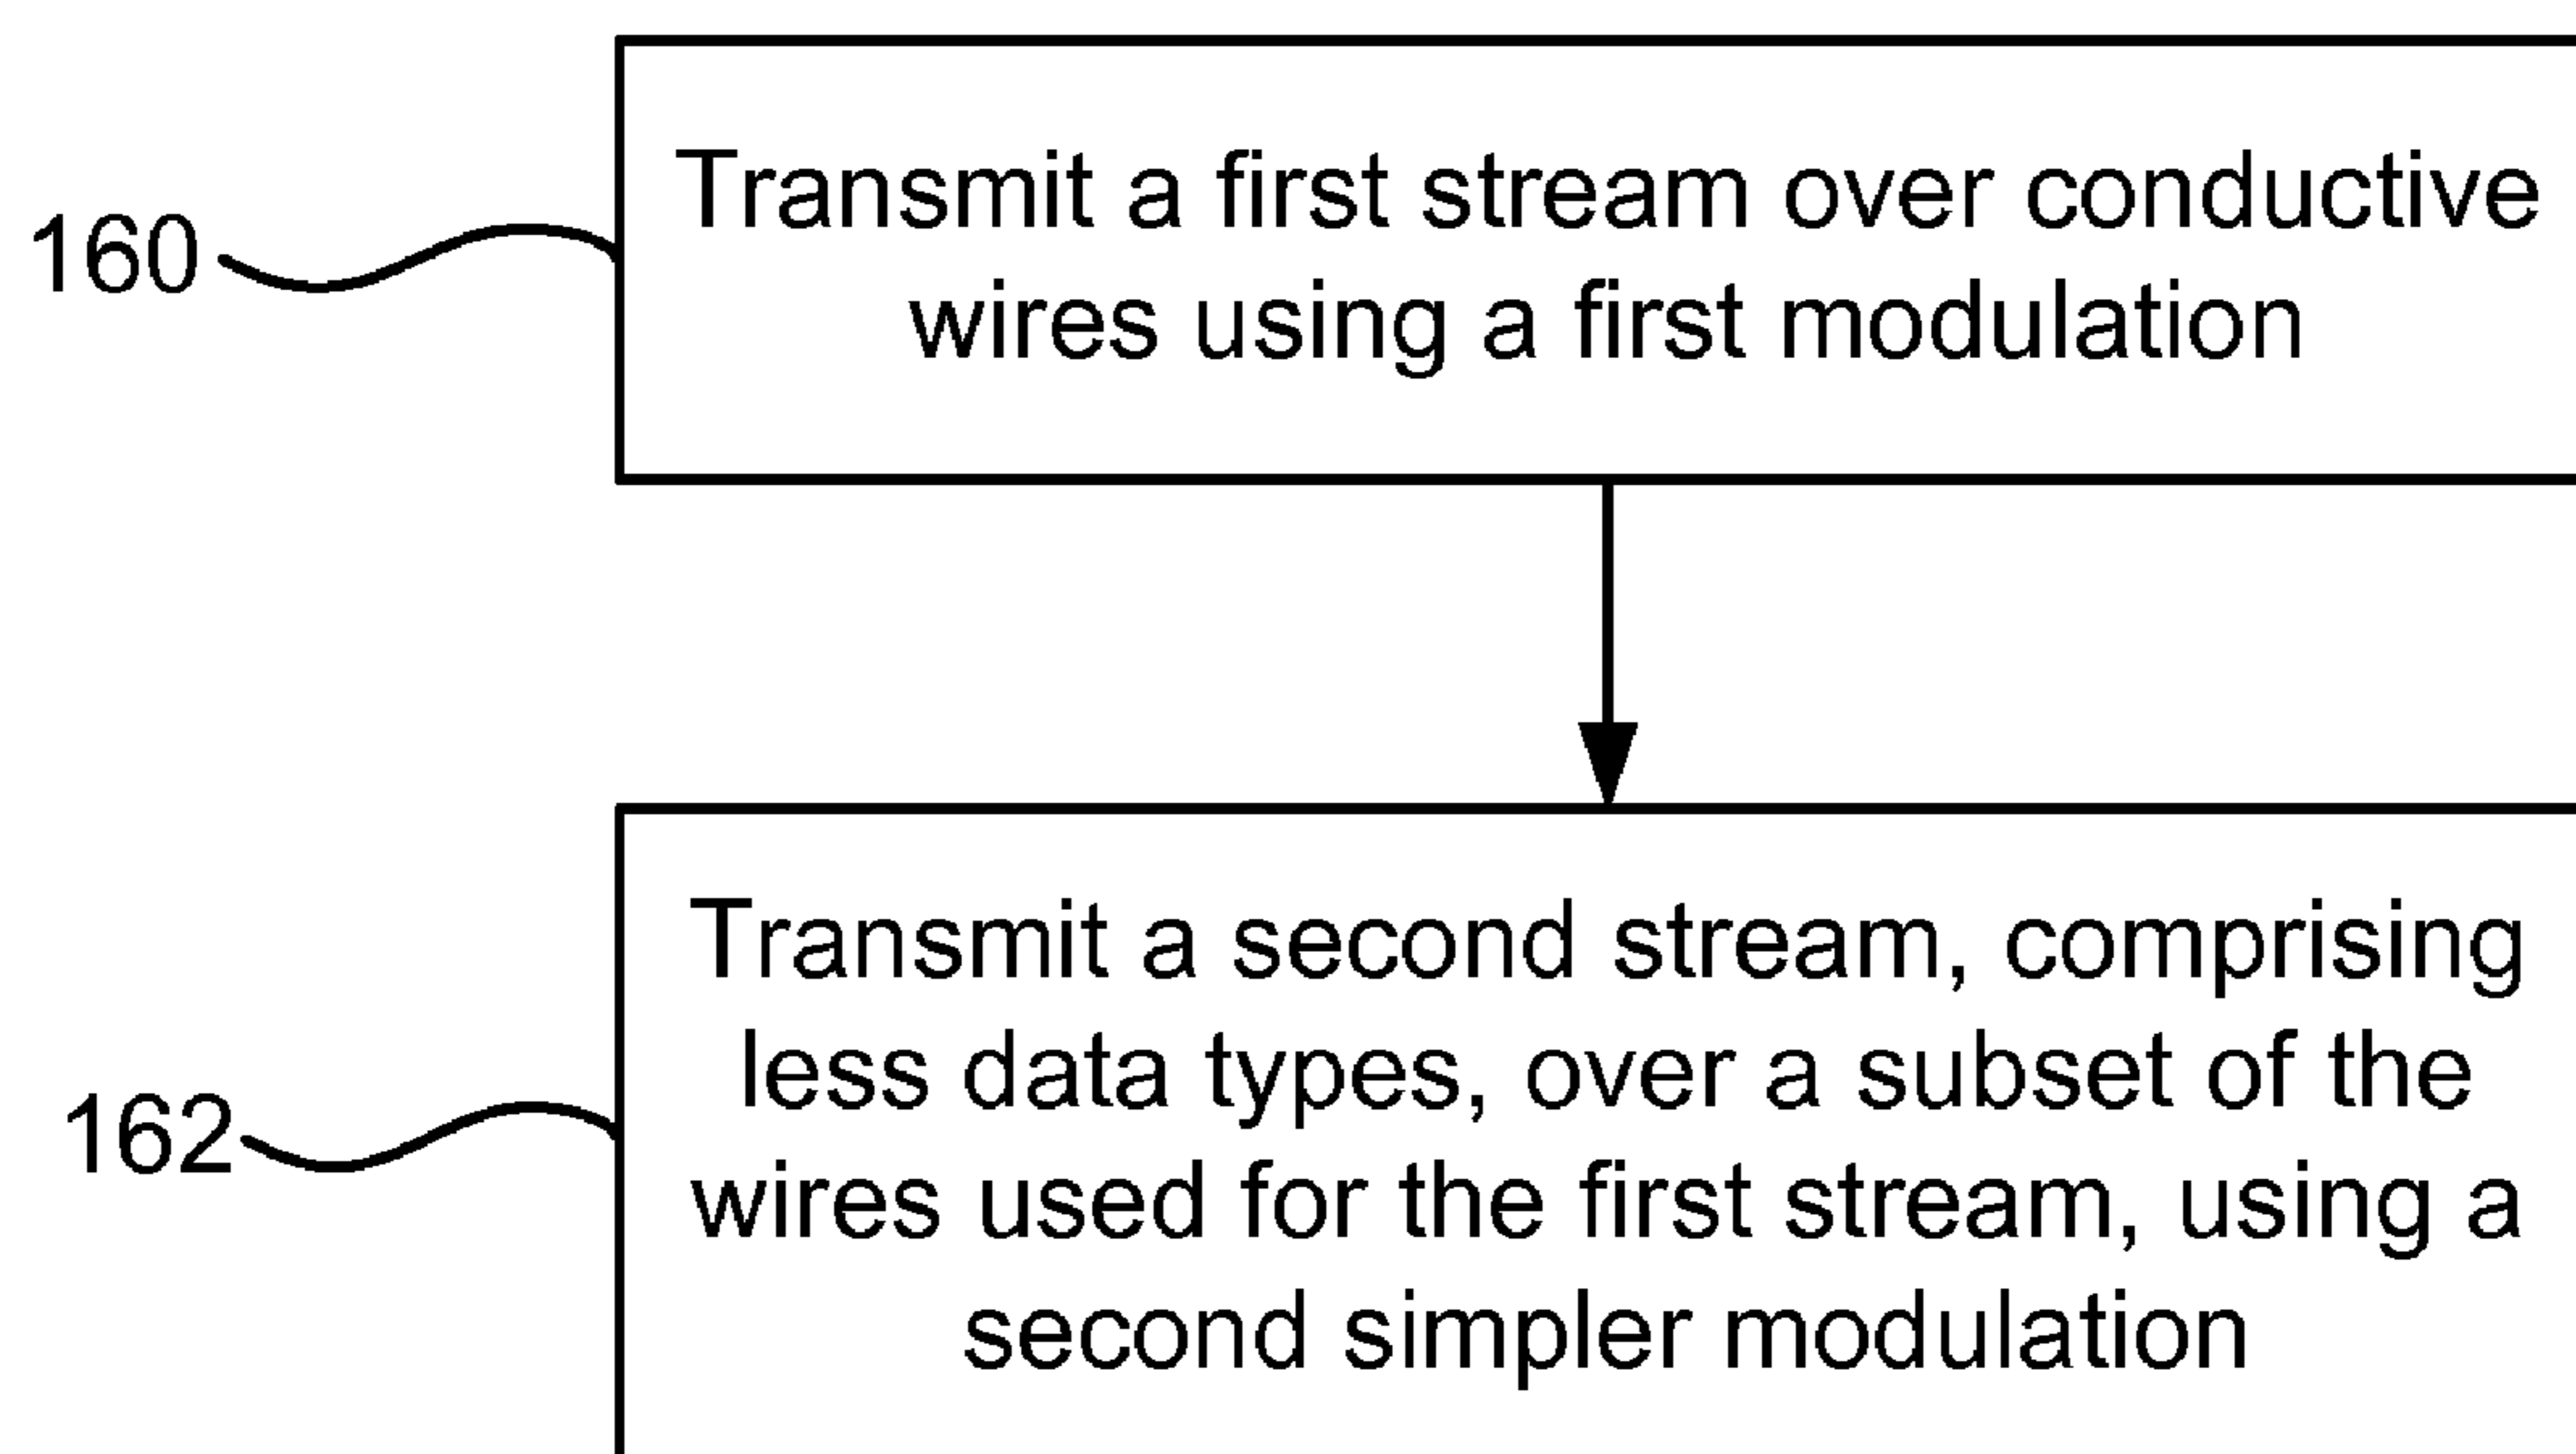 160
Transmit a first stream over conductive
wires using a first modulation
162
Transmit a second stream, comprising
less data types, over a subset of the
wires used for the first stream, using a
second simpler modulation